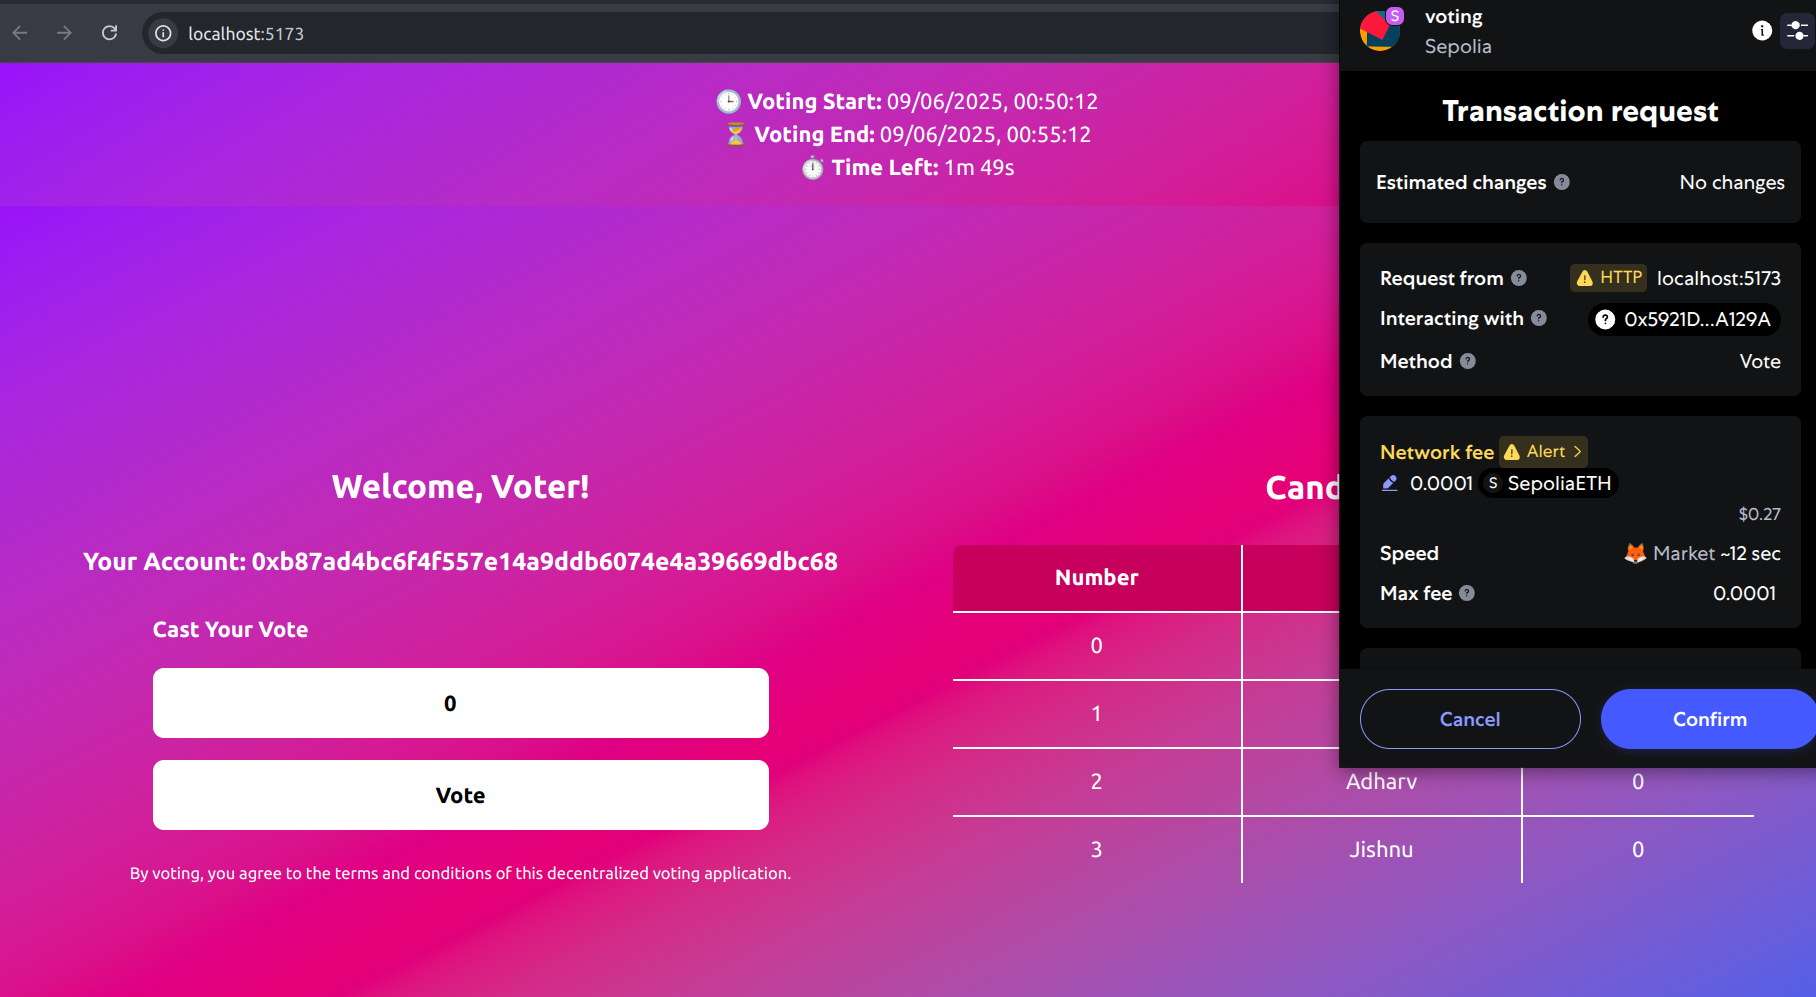 localhost:5173
🕒 Voting Start: 09/06/2025, 00:50:12
⏳ Voting End: 09/06/2025, 00:55:12
⏱️ Time Left: 1m 49s
Welcome, Voter!
Your Account: 0xb87ad4bc6f4f557e14a9ddb6074e4a39669dbc68
Cast Your Vote
0
Vote
By voting, you agree to the terms and conditions of this decentralized voting application.
Cand
Number
0
1
2 Adharv 0
3 Jishnu 0
S
voting
Sepolia
Transaction request
Estimated changes ? No changes
Request from ? HTTP localhost:5173
Interacting with ? ? 0x5921D...A129A
Method ? Vote
Network fee Alert >
0.0001 S SepoliaETH
$0.27
Speed 🦊 Market ~12 sec
Max fee ? 0.0001
Cancel Confirm